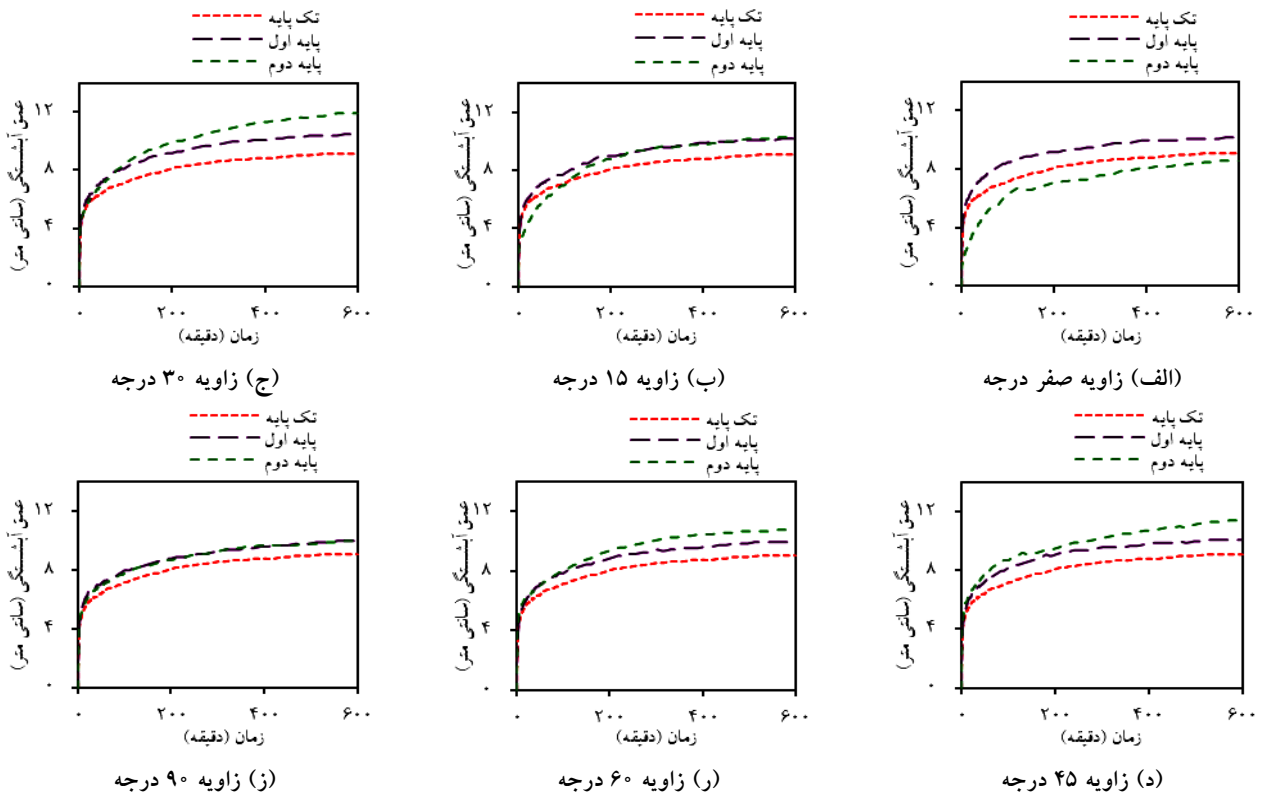 تک پایه
پایه اول
پایه دوم
عمق آبشستگی (سانتی متر)
۱۲
۸
۴
۰
۰ ۲۰۰ ۴۰۰ ۶۰۰
زمان (دقیقه)
(الف) زاویه صفر درجه
تک پایه
پایه اول
پایه دوم
عمق آبشستگی (سانتی متر)
۱۲
۸
۴
۰
۰ ۲۰۰ ۴۰۰ ۶۰۰
زمان (دقیقه)
(ب) زاویه ۱۵ درجه
تک پایه
پایه اول
پایه دوم
عمق آبشستگی (سانتی متر)
۱۲
۸
۴
۰
۰ ۲۰۰ ۴۰۰ ۶۰۰
زمان (دقیقه)
(ج) زاویه ۳۰ درجه
تک پایه
پایه اول
پایه دوم
عمق آبشستگی (سانتی متر)
۱۲
۸
۴
۰
۰ ۲۰۰ ۴۰۰ ۶۰۰
زمان (دقیقه)
(د) زاویه ۴۵ درجه
تک پایه
پایه اول
پایه دوم
عمق آبشستگی (سانتی متر)
۱۲
۸
۴
۰
۰ ۲۰۰ ۴۰۰ ۶۰۰
زمان (دقیقه)
(ر) زاویه ۶۰ درجه
تک پایه
پایه اول
پایه دوم
عمق آبشستگی (سانتی متر)
۱۲
۸
۴
۰
۰ ۲۰۰ ۴۰۰ ۶۰۰
زمان (دقیقه)
(ز) زاویه ۹۰ درجه